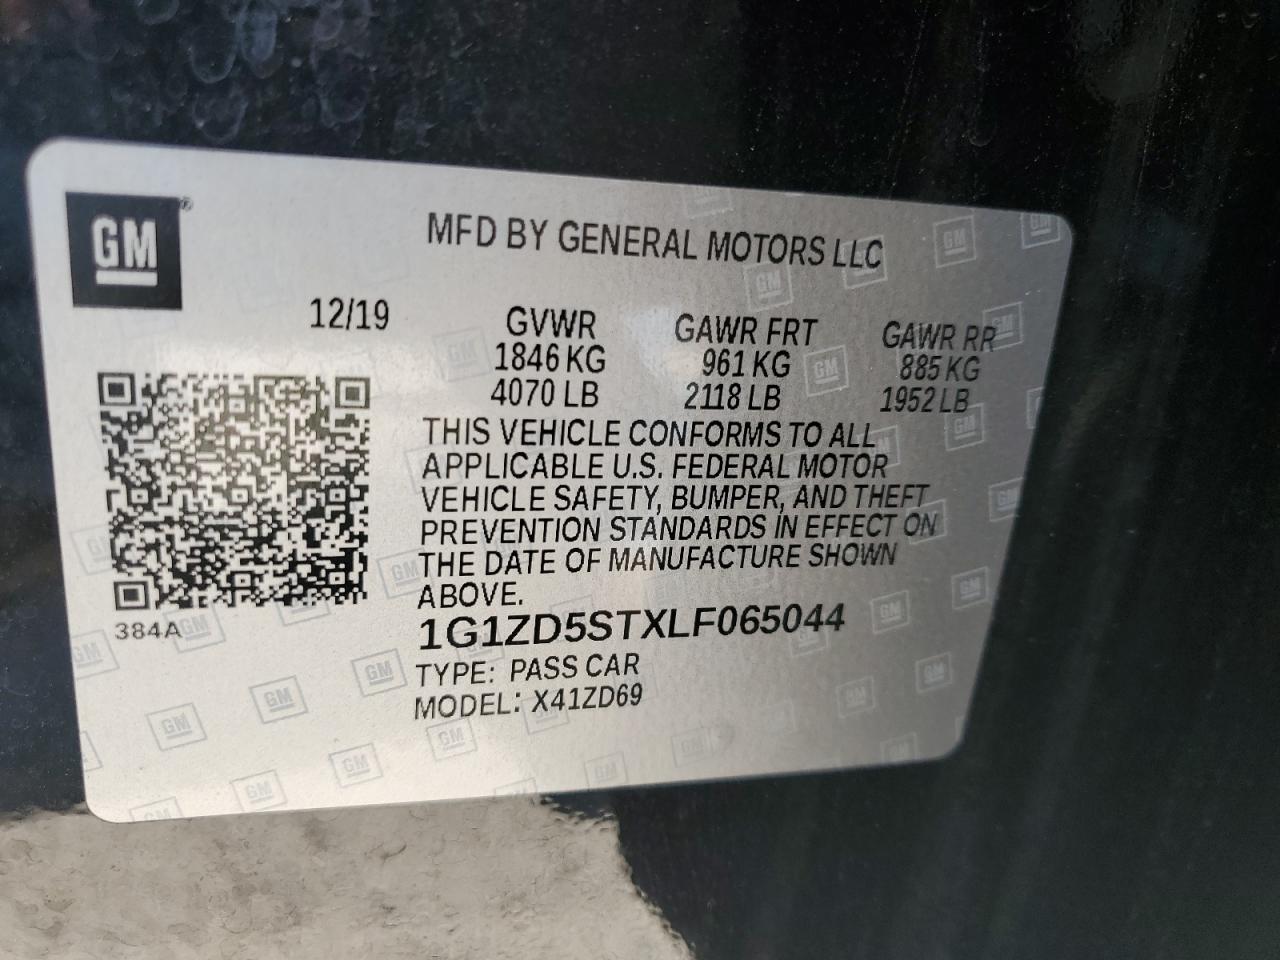 GM®
MFD BY GENERAL MOTORS LLC
12/19
GVWR GAWR FRT GAWR RR
1846 KG 961 KG 885 KG
4070 LB 2118 LB 1952 LB
THIS VEHICLE CONFORMS TO ALL
APPLICABLE U.S. FEDERAL MOTOR
VEHICLE SAFETY, BUMPER, AND THEFT
PREVENTION STANDARDS IN EFFECT ON
THE DATE OF MANUFACTURE SHOWN
ABOVE.
384A
1G1ZD5STXLF065044
TYPE: PASS CAR
MODEL: X41ZD69